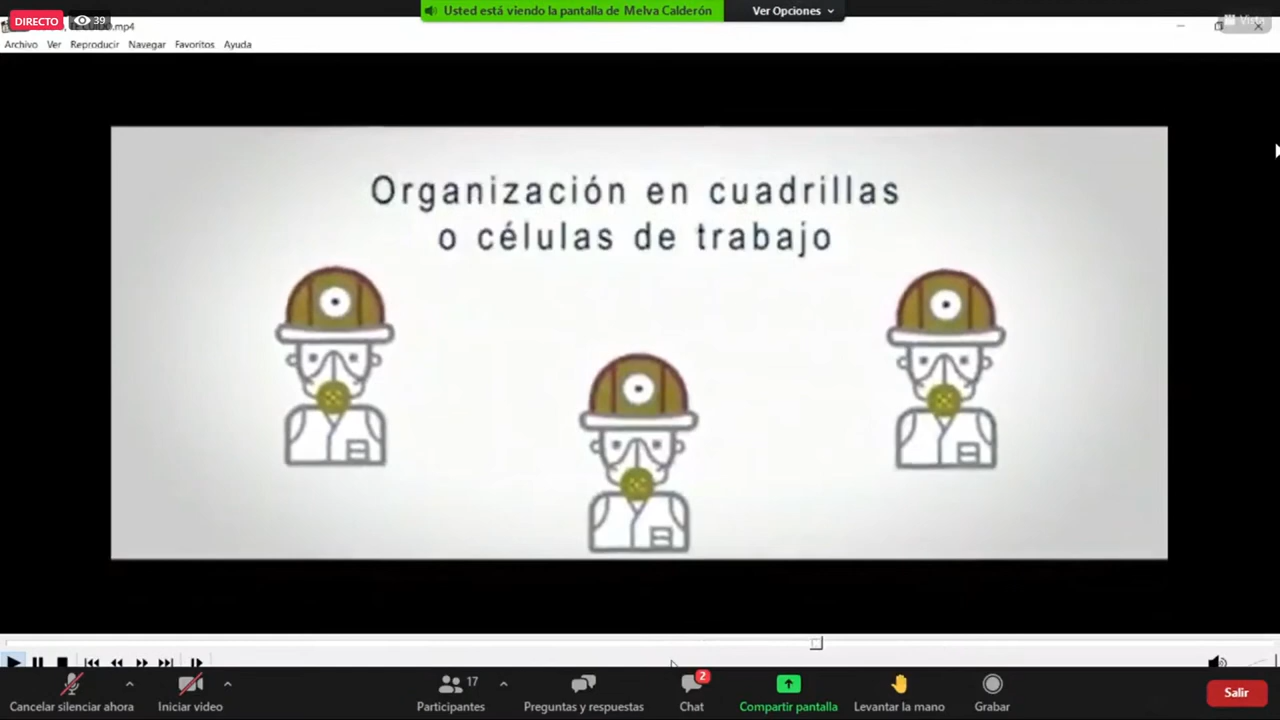 DIRECTO 39
Usted está viendo la pantalla de Melva Calderón
Ver Opciones
Vista
Archivo Ver Reproducir Navegar Favoritos Ayuda
Organización en cuadrillas
o células de trabajo
Cancelar silenciar ahora
Iniciar video
17
Participantes
Preguntas y respuestas
2
Chat
Compartir pantalla
Levantar la mano
Grabar
Salir